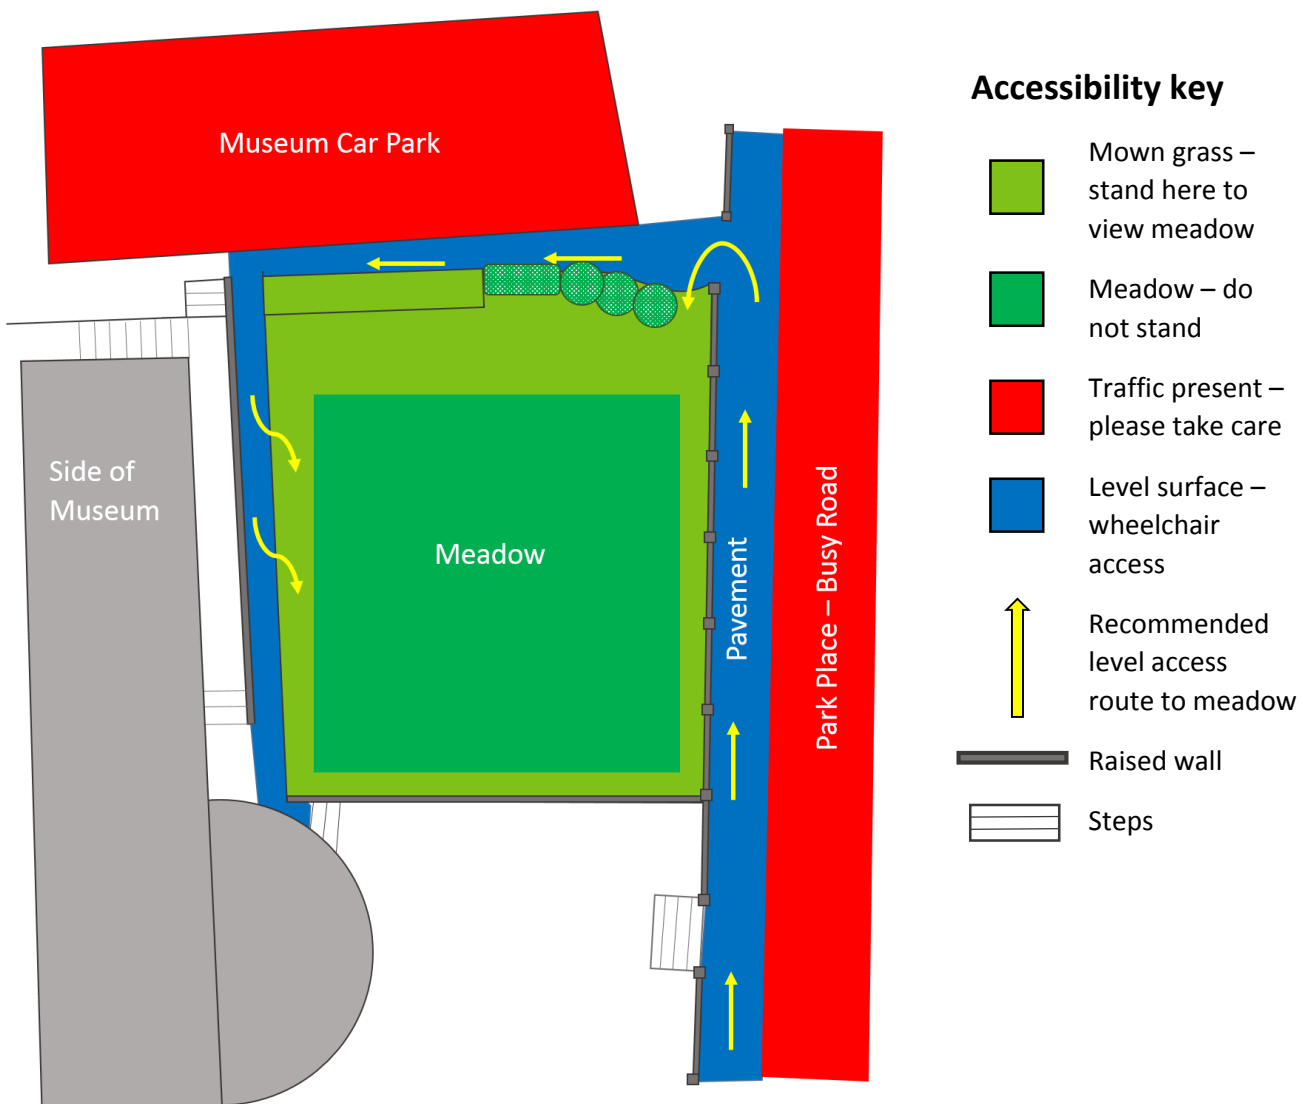 Museum Car Park
Side of
Museum
Meadow
Pavement
Park Place – Busy Road
Accessibility key
Mown grass –
stand here to
view meadow
Meadow – do
not stand
Traffic present –
please take care
Level surface –
wheelchair
access
Recommended
level access
route to meadow
Raised wall
Steps